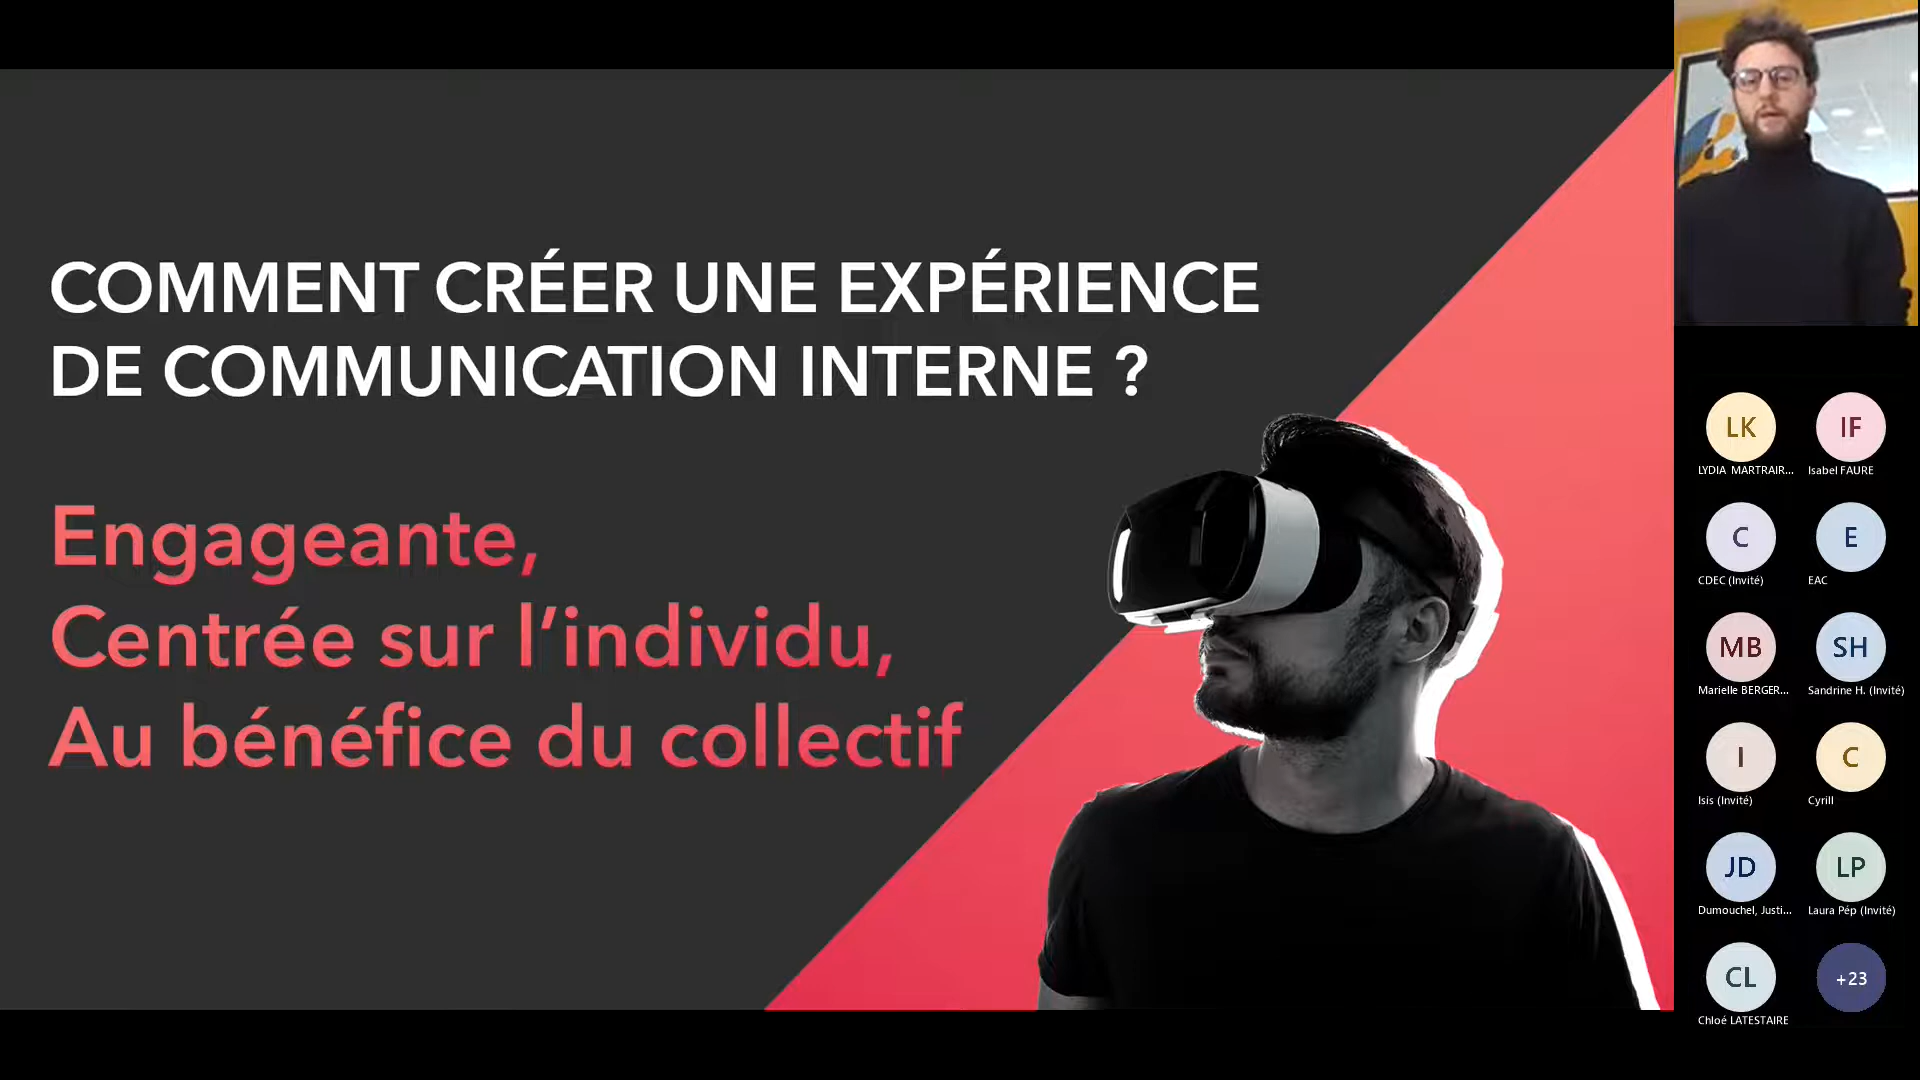 COMMENT CRÉER UNE EXPÉRIENCE
DE COMMUNICATION INTERNE ?
Engageante,
Centrée sur l’individu,
Au bénéfice du collectif
LK
IF
LYDIA MARTRAIR...
Isabel FAURE
C
E
CDEC (Invité)
EAC
MB
SH
Marielle BERGER...
Sandrine H. (Invité)
I
C
Isis (Invité)
Cyrill
JD
LP
Dumouchel, Justi...
Laura Pép (Invité)
CL
+23
Chloé LATESTAIRE